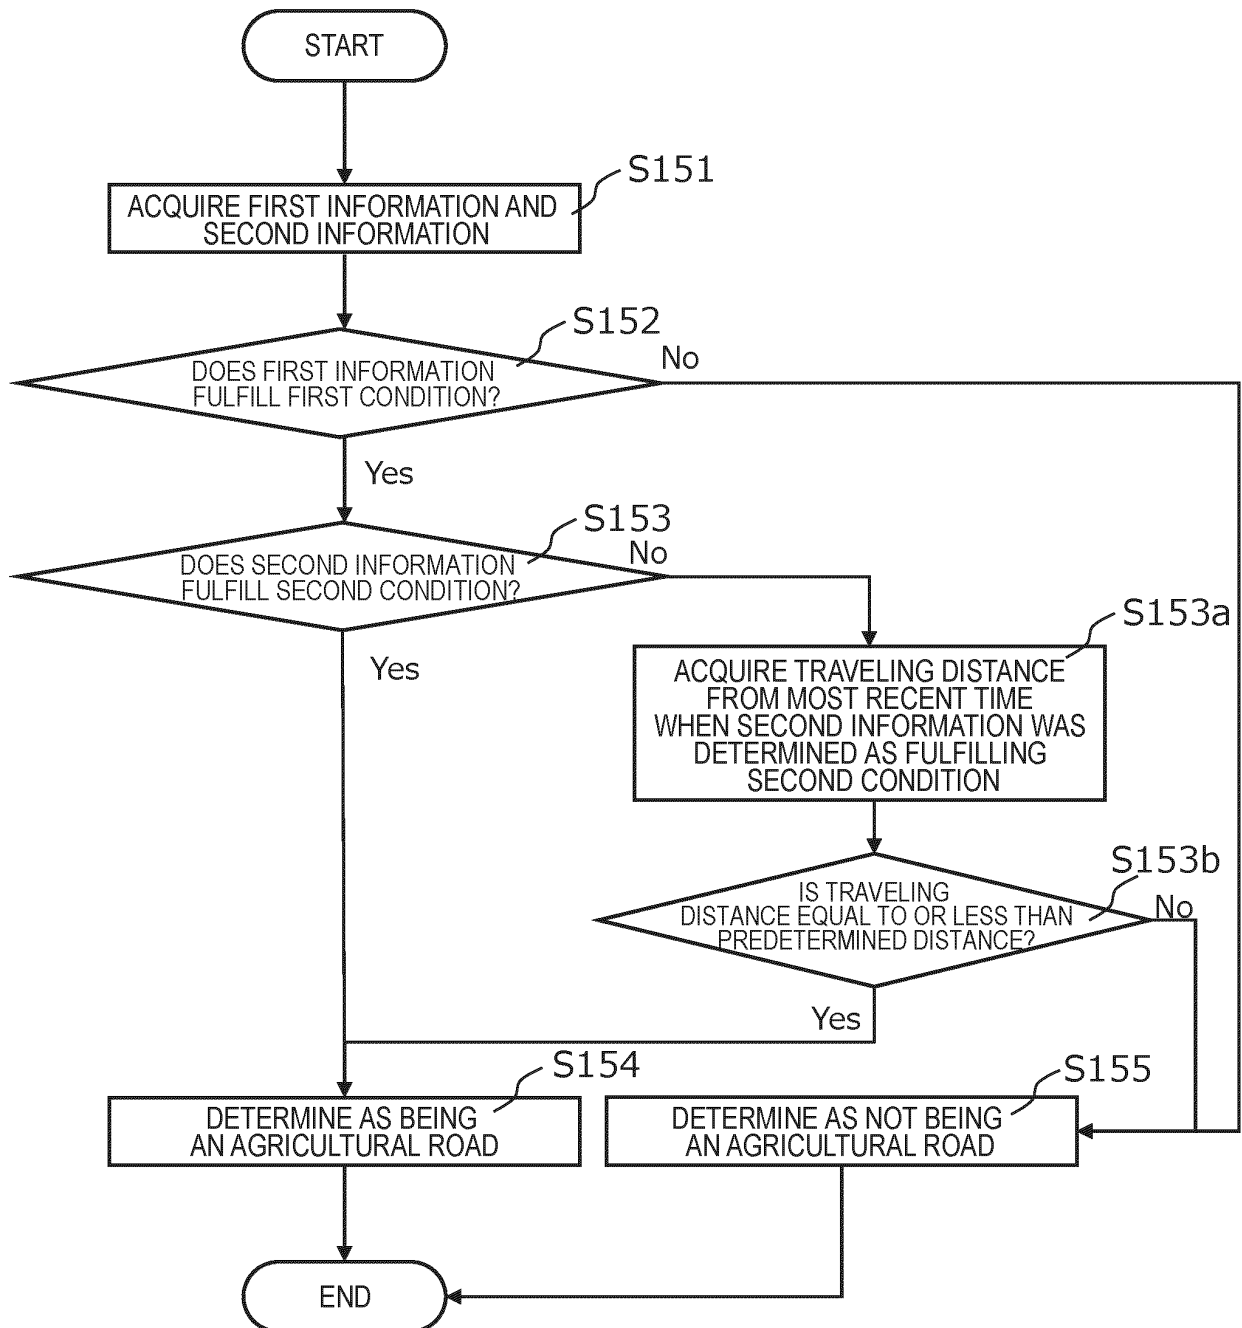 START
S151
ACQUIRE FIRST INFORMATION AND
SECOND INFORMATION
S152
No
DOES FIRST INFORMATION
FULFILL FIRST CONDITION?
Yes
S153
No
DOES SECOND INFORMATION
FULFILL SECOND CONDITION?
Yes
S153a
ACQUIRE TRAVELING DISTANCE
FROM MOST RECENT TIME
WHEN SECOND INFORMATION WAS
DETERMINED AS FULFILLING
SECOND CONDITION
S153b
No
IS TRAVELING
DISTANCE EQUAL TO OR LESS THAN
PREDETERMINED DISTANCE?
Yes
S154
DETERMINE AS BEING
AN AGRICULTURAL ROAD
S155
DETERMINE AS NOT BEING
AN AGRICULTURAL ROAD
END